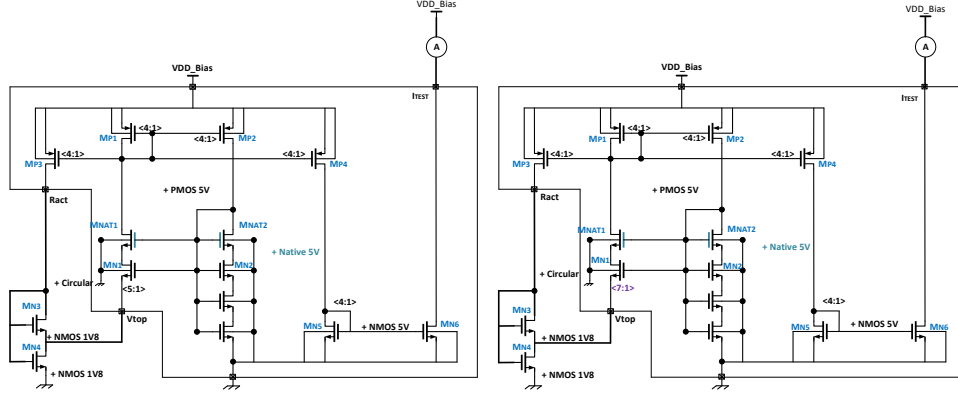 VDD_Bias
A
VDD_Bias
ITEST
MP1
<4:1>
<4:1>
MP2
MP3
<4:1>
<4:1>
MP4
Ract
+ PMOS 5V
MNAT1
MNAT2
+ Native 5V
MN1
MN2
+ Circular
<5:1>
<4:1>
Vtop
MN3
MN5
+ NMOS 5V
MN6
+ NMOS 1V8
MN4
+ NMOS 1V8
VDD_Bias
A
VDD_Bias
ITEST
MP1
<4:1>
<4:1>
MP2
MP3
<4:1>
<4:1>
MP4
Ract
+ PMOS 5V
MNAT1
MNAT2
+ Native 5V
MN1
MN2
+ Circular
<7:1>
<4:1>
Vtop
MN3
MN5
+ NMOS 5V
MN6
+ NMOS 1V8
MN4
+ NMOS 1V8